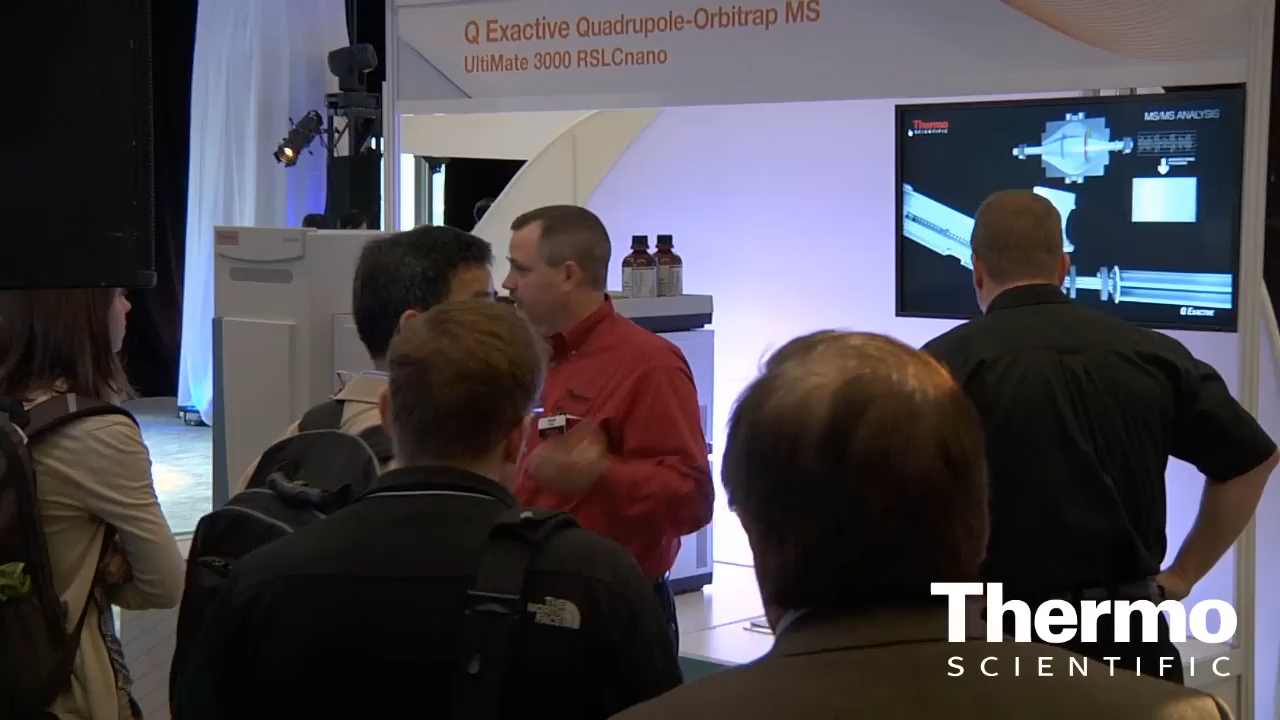 Q Exactive Quadrupole-Orbitrap MS
UltiMate 3000 RSLCnano
Thermo
SCIENTIFIC
MS/MS ANALYSIS
Q Exactive
THE
NORTH
FACE
Thermo
SCIENTIFIC